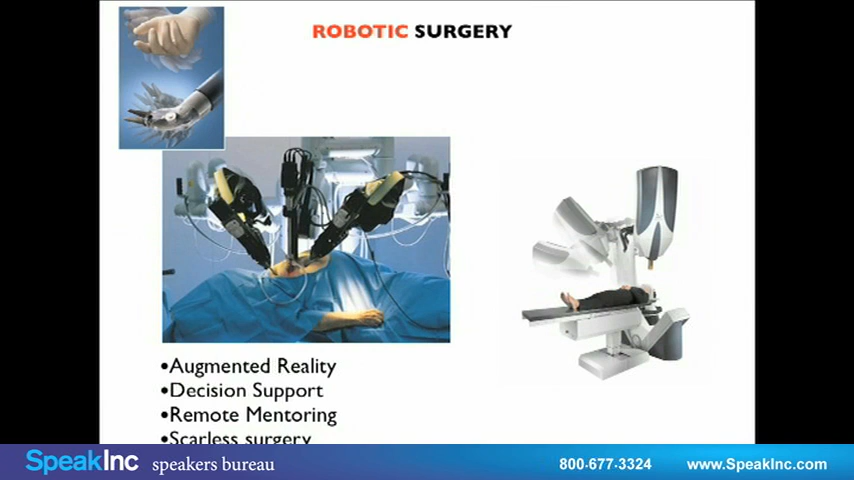 ROBOTIC SURGERY
•Augmented Reality
•Decision Support
•Remote Mentoring
•Scarless surgery
SpeakInc speakers bureau 800-677-3324 www.SpeakInc.com